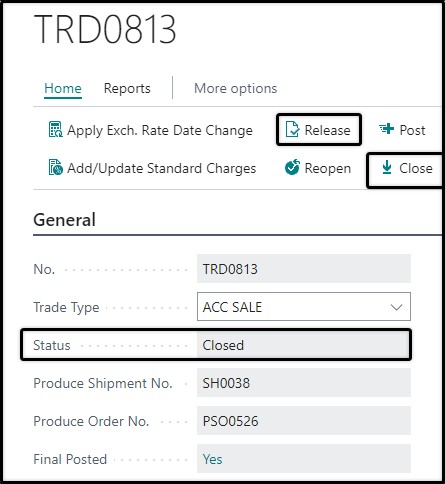 TRD0813
Home Reports More options
Apply Exch. Rate Date Change Release Post
Add/Update Standard Charges Reopen Close
General
No. TRD0813
Trade Type ACC SALE
Status Closed
Produce Shipment No. SH0038
Produce Order No. PSO0526
Final Posted Yes